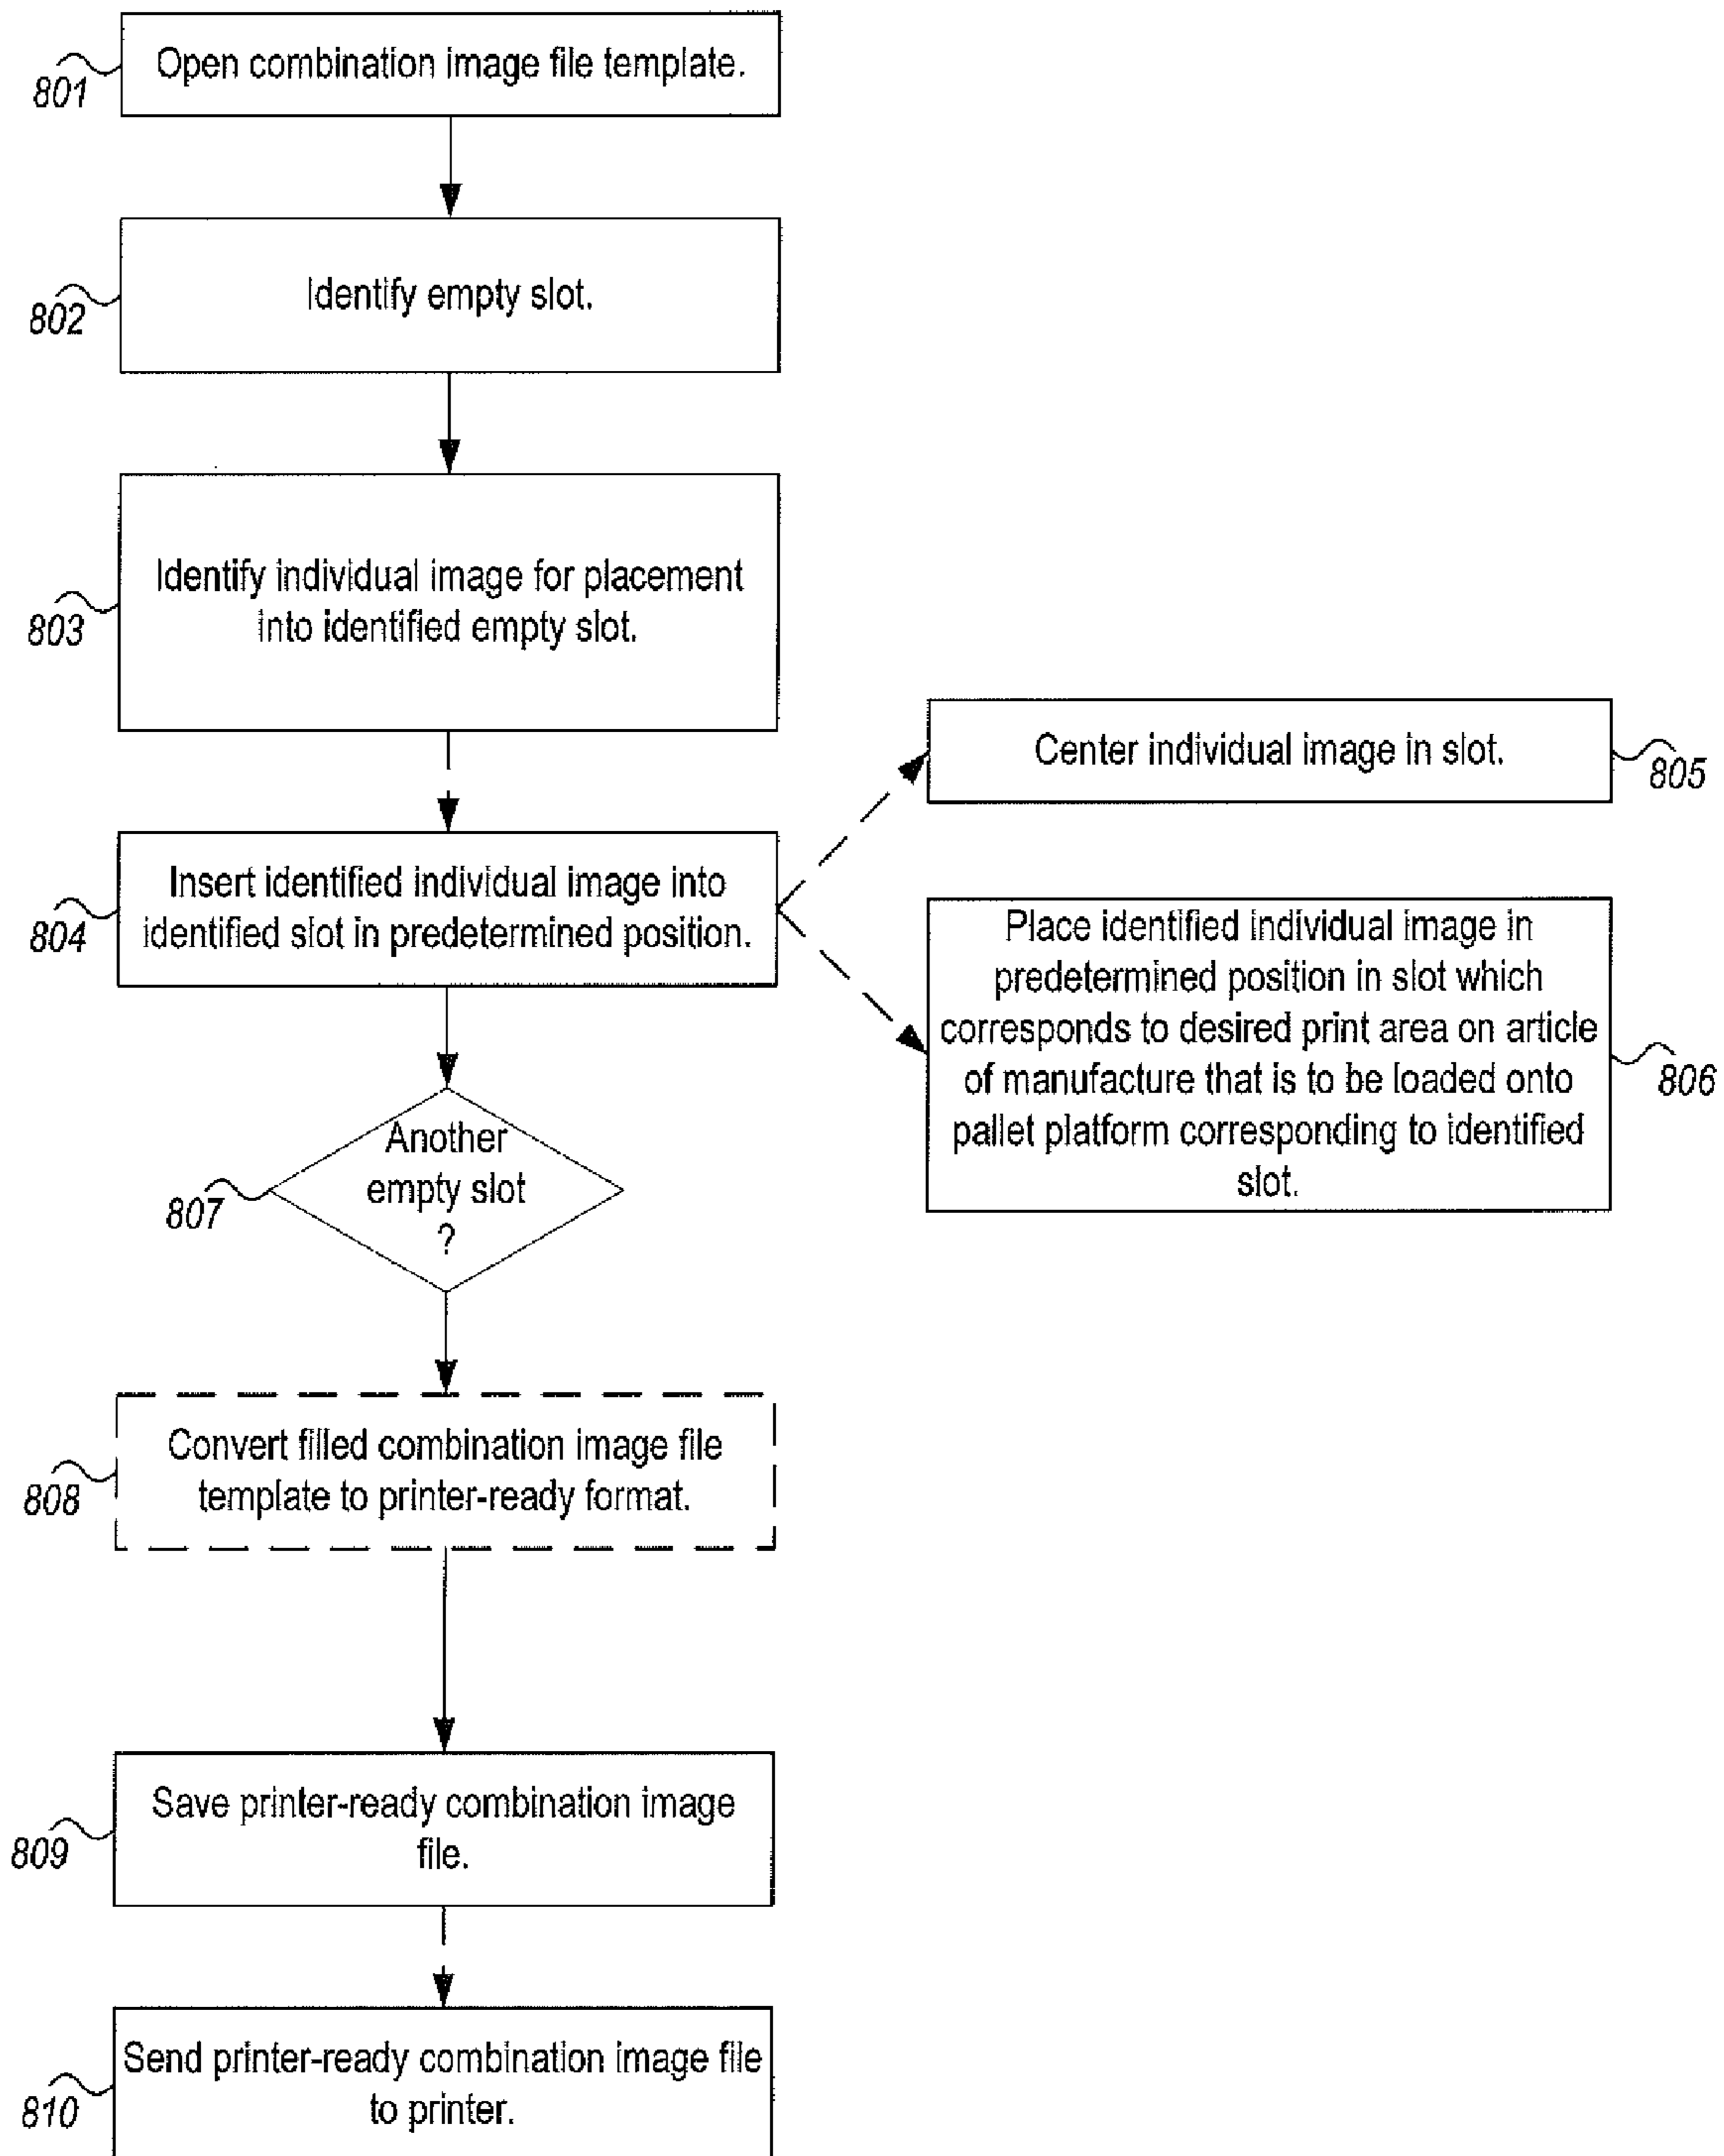 Open combination image file template.
801
Identify empty slot.
802
Identify individual image for placement
into identified empty slot.
803
Center individual image in slot.
805
Insert identified individual image into
identified slot in predetermined position.
804
Place identified individual image in
predetermined position in slot which
corresponds to desired print area on article
of manufacture that is to be loaded onto
pallet platform corresponding to identified
slot.
806
Another
empty slot
?
807
Convert filled combination image file
template to printer-ready format.
808
Save printer-ready combination image
file.
809
Send printer-ready combination image file
to printer.
810